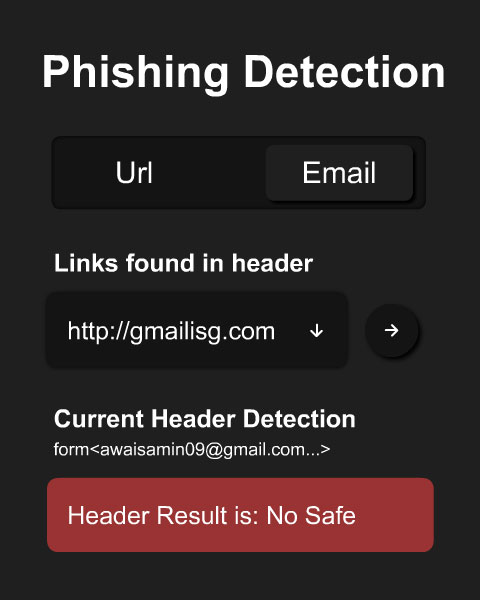 Phishing Detection
Url
Email
Links found in header
http://gmailisg.com ↓ →
Current Header Detection
form<awaisamin09@gmail.com...>
Header Result is: No Safe